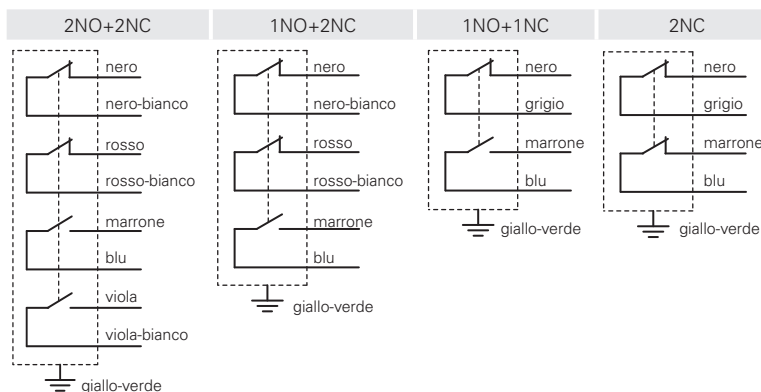 2NO+2NC
nero
nero-bianco
rosso
rosso-bianco
marrone
blu
viola
viola-bianco
giallo-verde
1NO+2NC
nero
nero-bianco
rosso
rosso-bianco
marrone
blu
giallo-verde
1NO+1NC
nero
grigio
marrone
blu
giallo-verde
2NC
nero
grigio
marrone
blu
giallo-verde